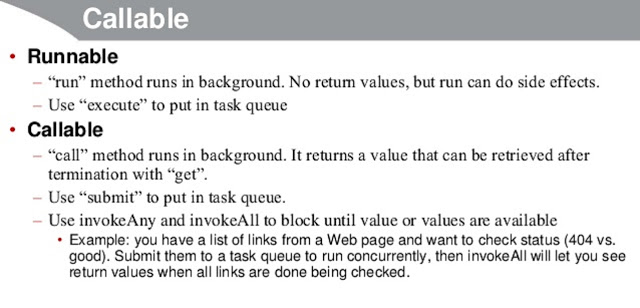 Callable
• Runnable
– “run” method runs in background. No return values, but run can do side effects.
– Use “execute” to put in task queue
• Callable
– “call” method runs in background. It returns a value that can be retrieved after
termination with “get”.
– Use “submit” to put in task queue.
– Use invokeAny and invokeAll to block until value or values are available
• Example: you have a list of links from a Web page and want to check status (404 vs.
good). Submit them to a task queue to run concurrently, then invokeAll will let you see
return values when all links are done being checked.